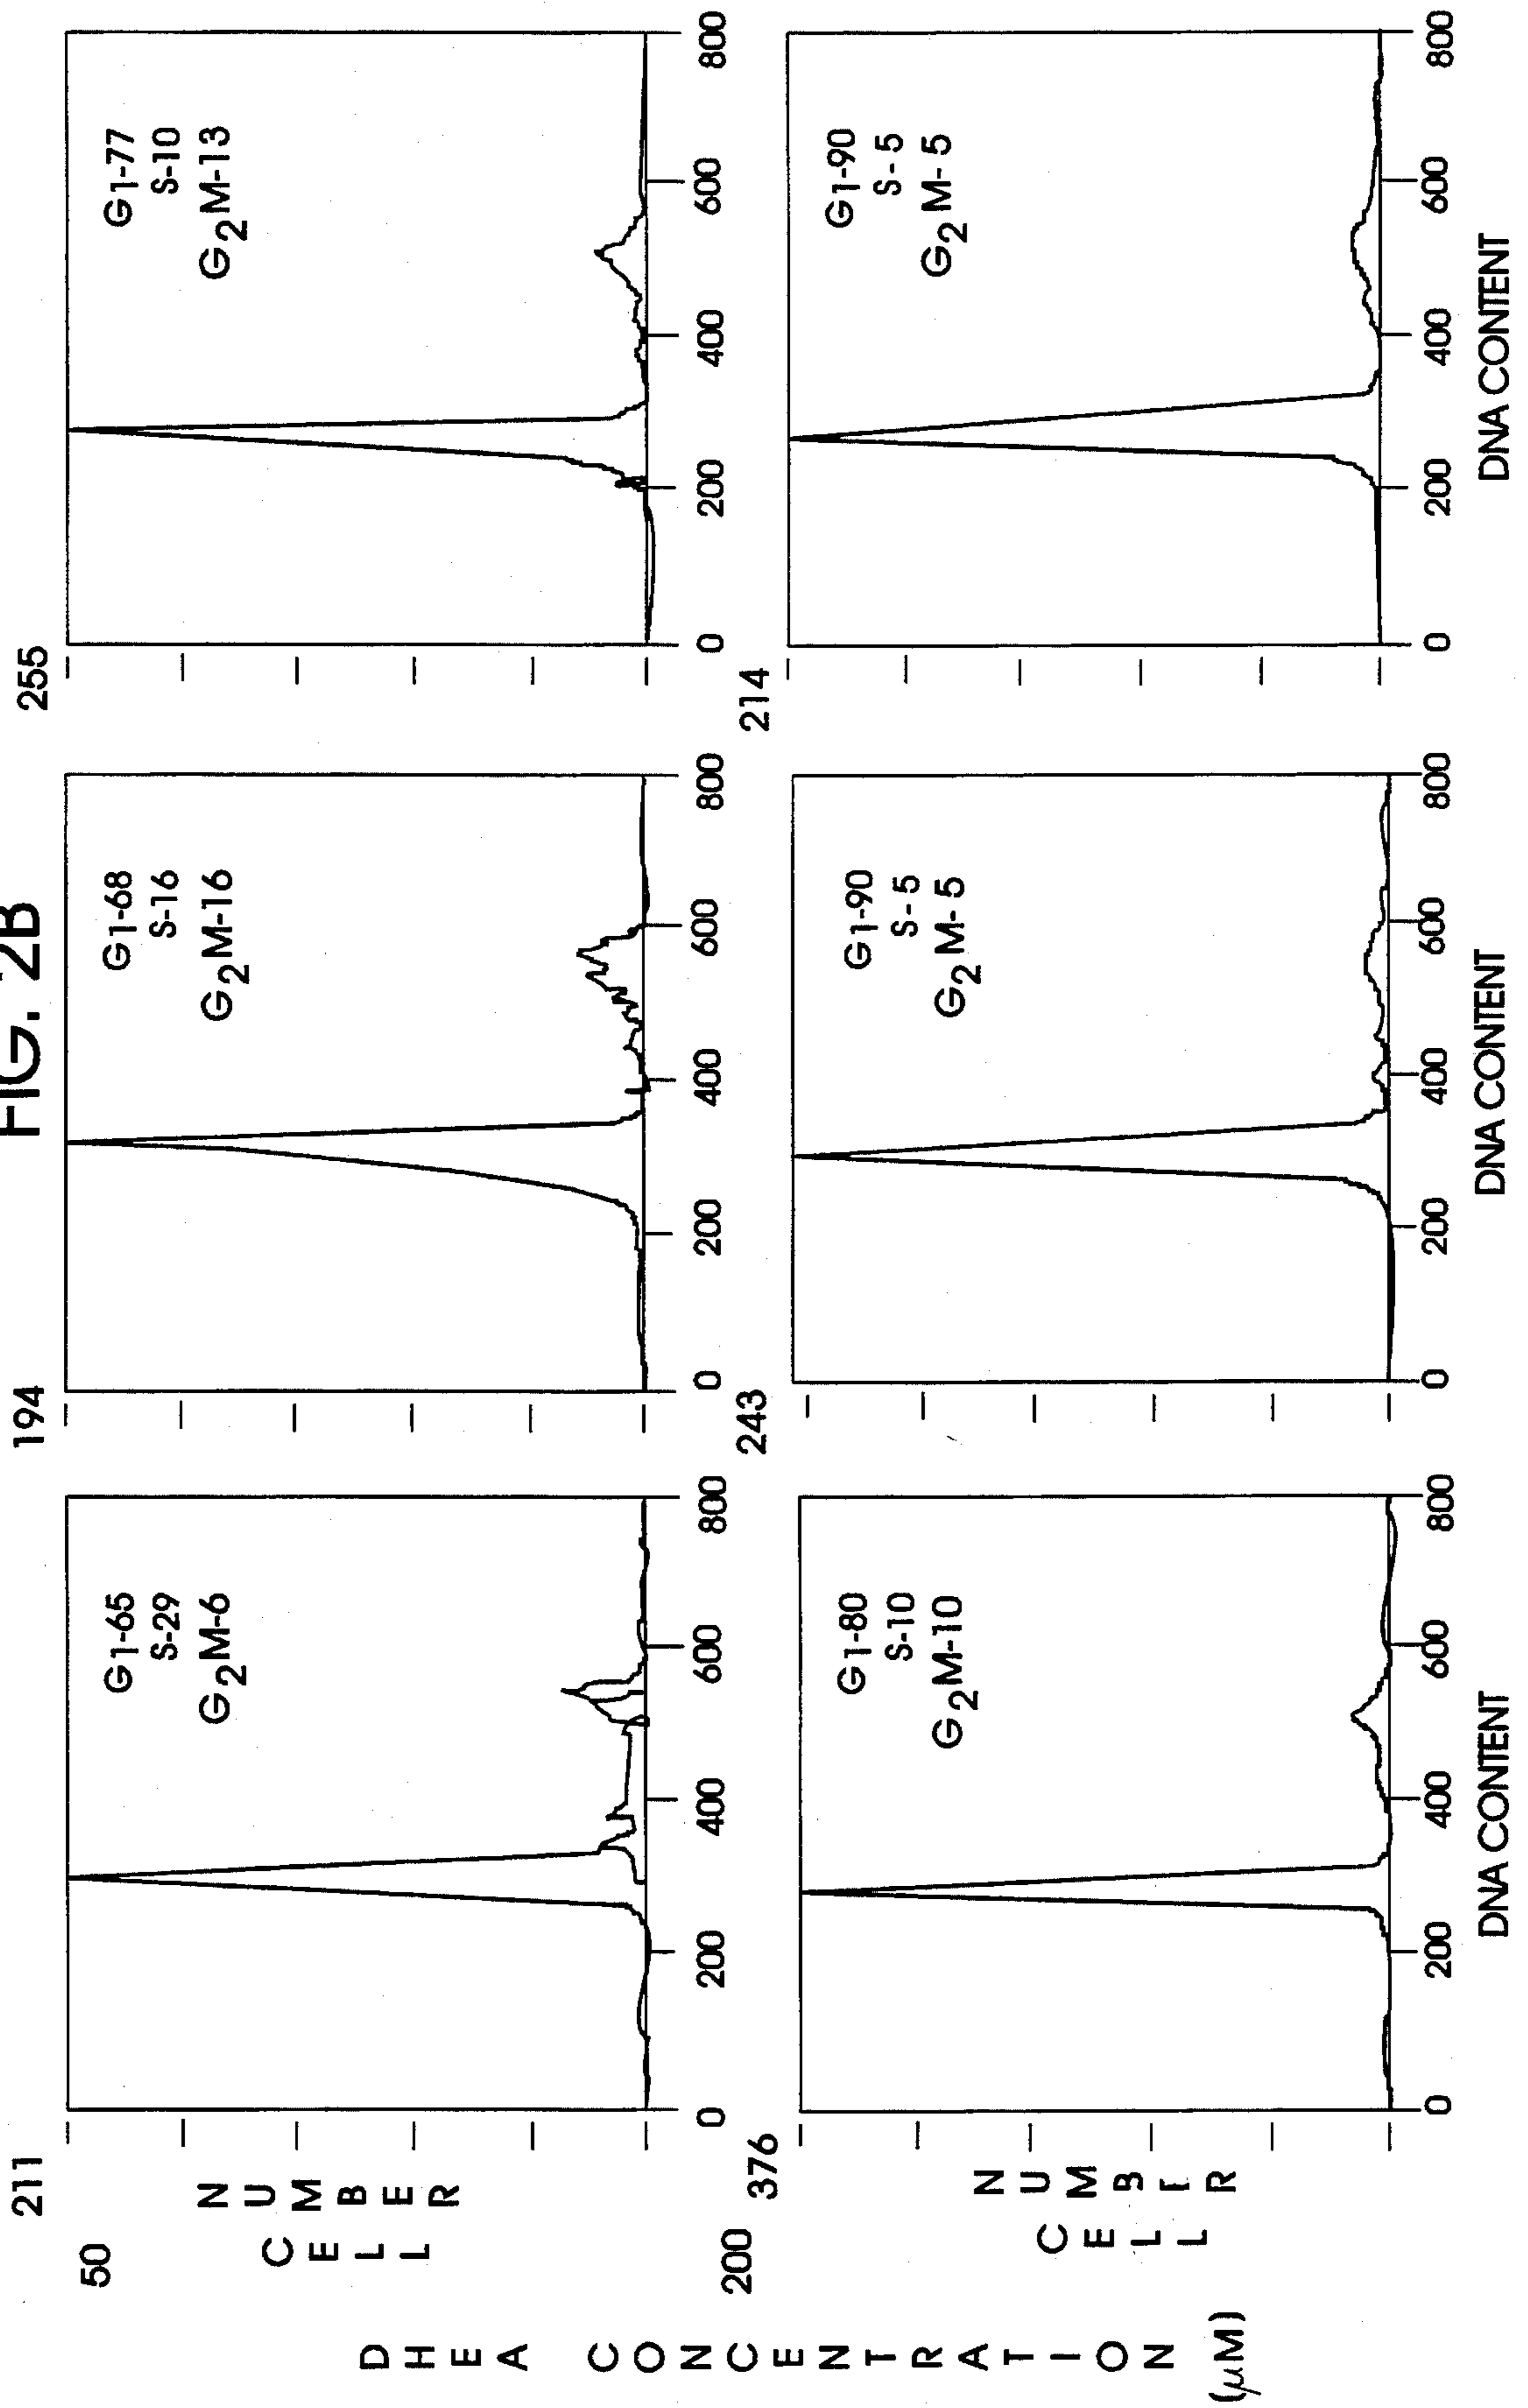 FIG. 2B
DHEA CONCENTRATION
(μM)
50
CELL
NUMBER
211
G1-65
S-29
G2M-6
0 200 400 600 800
194
G1-68
S-16
G2M-16
0 200 400 600 800
255
G1-77
S-10
G2M-13
0 200 400 600 800
200
CELL
NUMBER
376
G1-80
S-10
G2M-10
0 200 400 600 800
DNA CONTENT
243
G1-90
S-5
G2M-5
0 200 400 600 800
DNA CONTENT
214
G1-90
S-5
G2M-5
0 200 400 600 800
DNA CONTENT